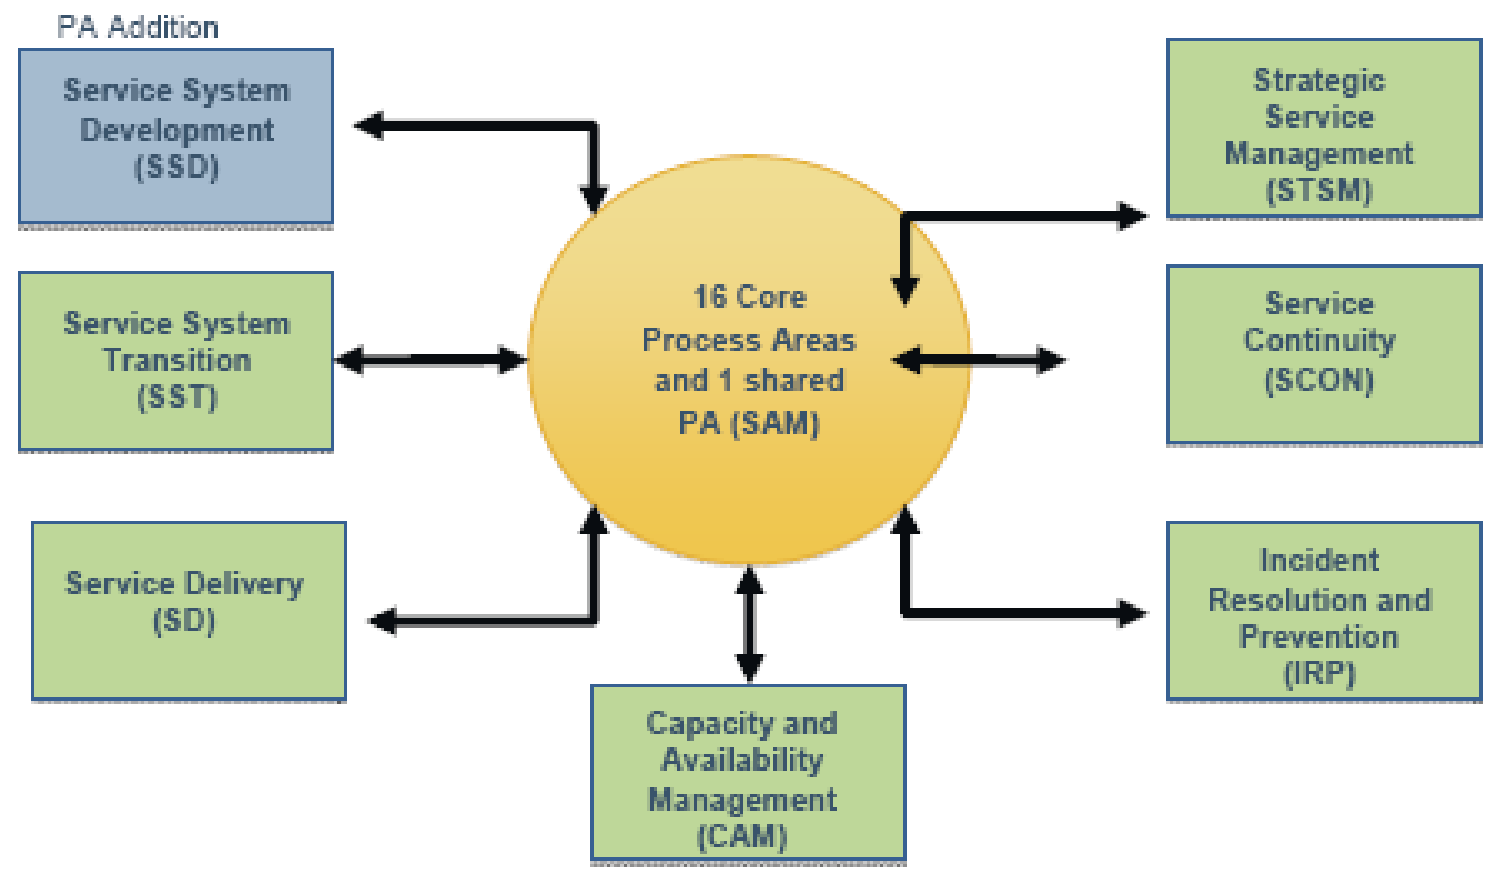 PA Addition
Service System
Development
(SSD)
Strategic
Service
Management
(STSM)
Service System
Transition
(SST)
16 Core
Process Areas
and 1 shared
PA (SAM)
Service
Continuity
(SCON)
Service Delivery
(SD)
Capacity and
Availability
Management
(CAM)
Incident
Resolution and
Prevention
(IRP)